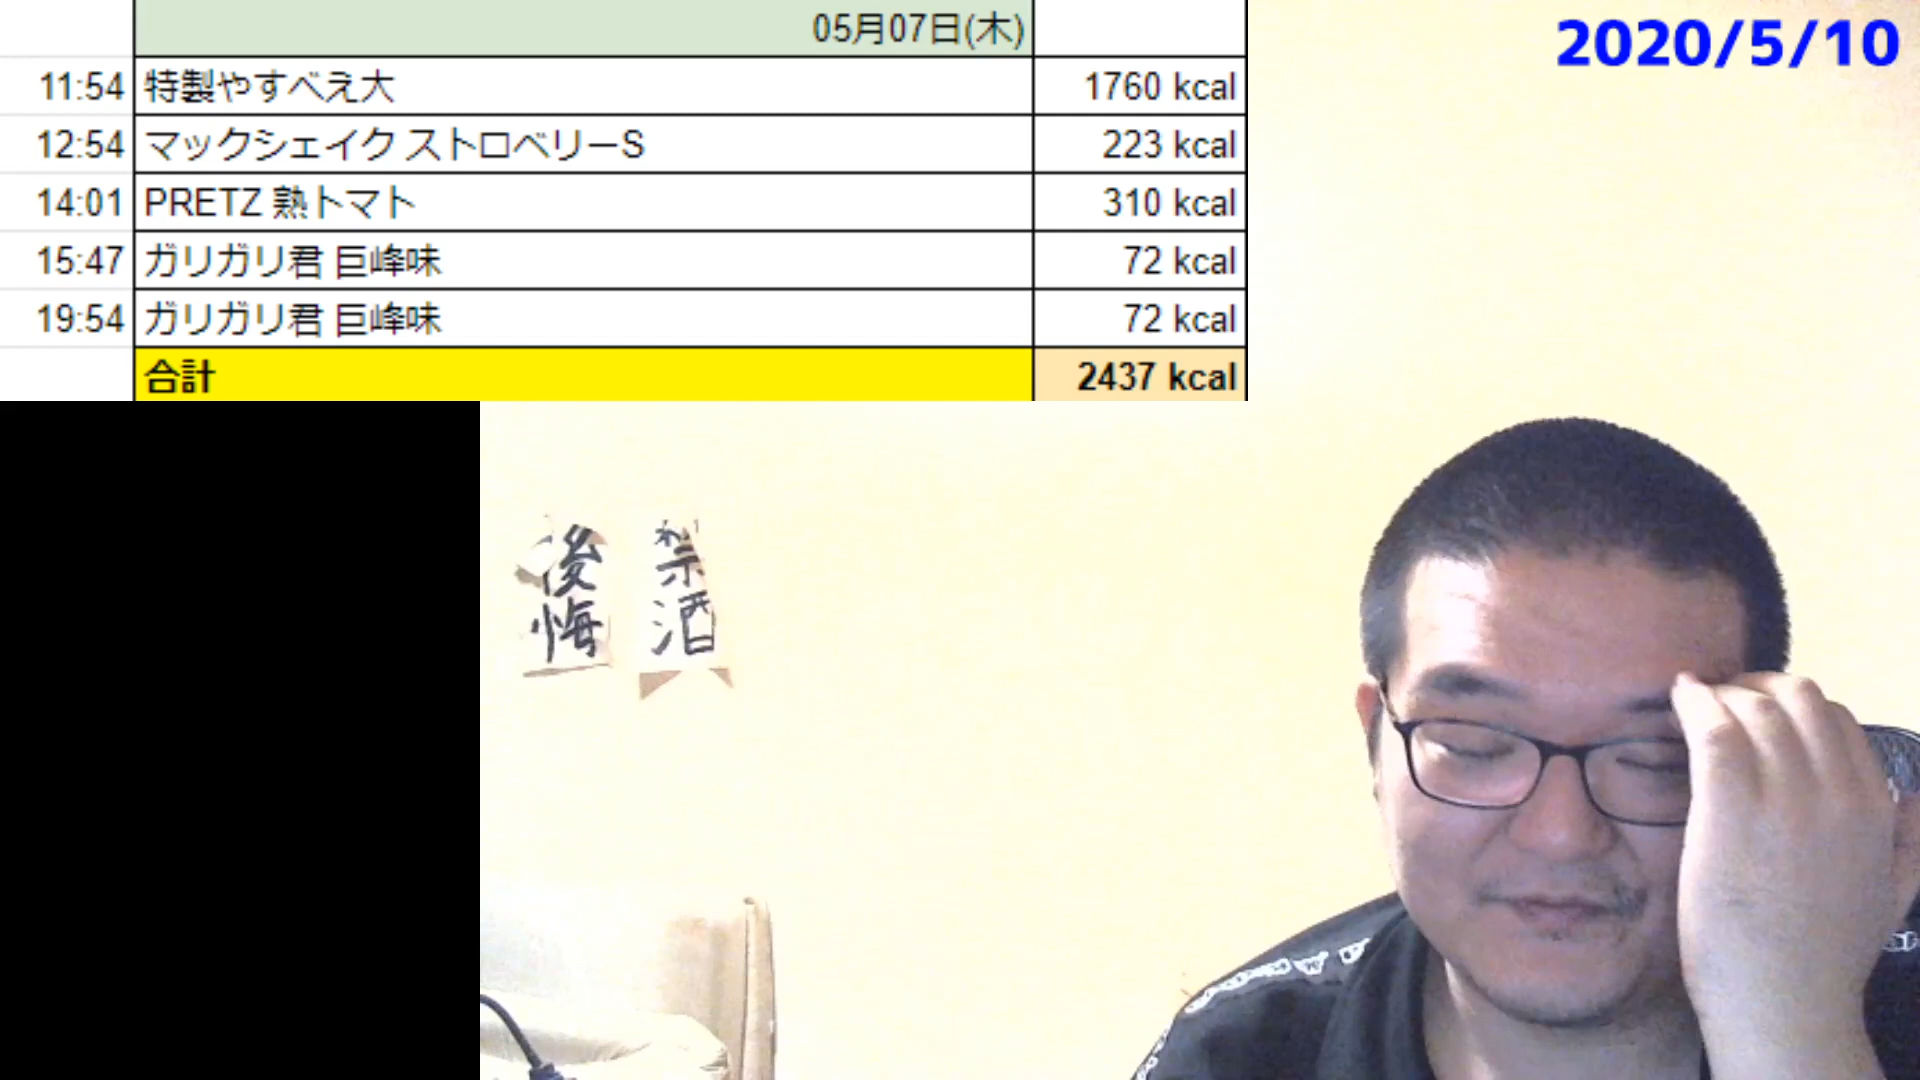 05月07日(木)
2020/5/10
11:54 特製やすべえ大 1760 kcal
12:54 マックシェイク ストロベリーS 223 kcal
14:01 PRETZ 熟トマト 310 kcal
15:47 ガリガリ君 巨峰味 72 kcal
19:54 ガリガリ君 巨峰味 72 kcal
合計 2437 kcal
禁酒
後悔